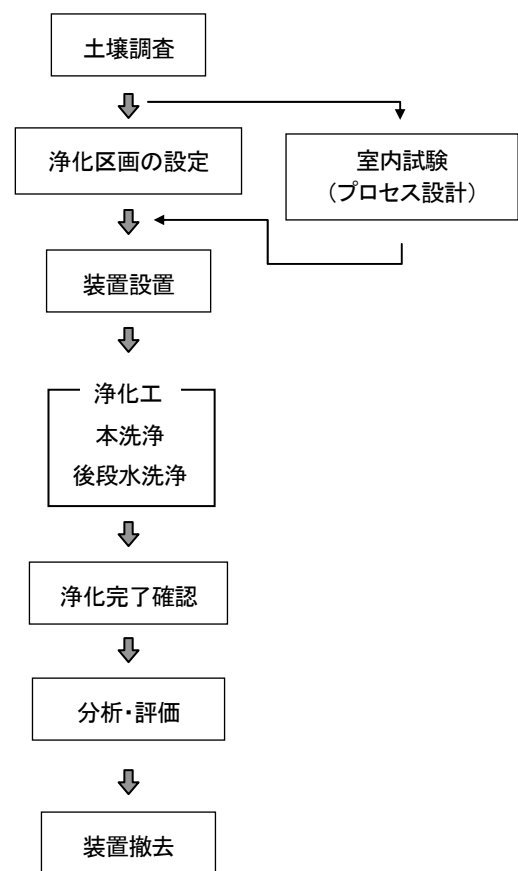 土壌調査
浄化区画の設定
室内試験
（プロセス設計）
装置設置
浄化工
本洗浄
後段水洗浄
浄化完了確認
分析・評価
装置撤去